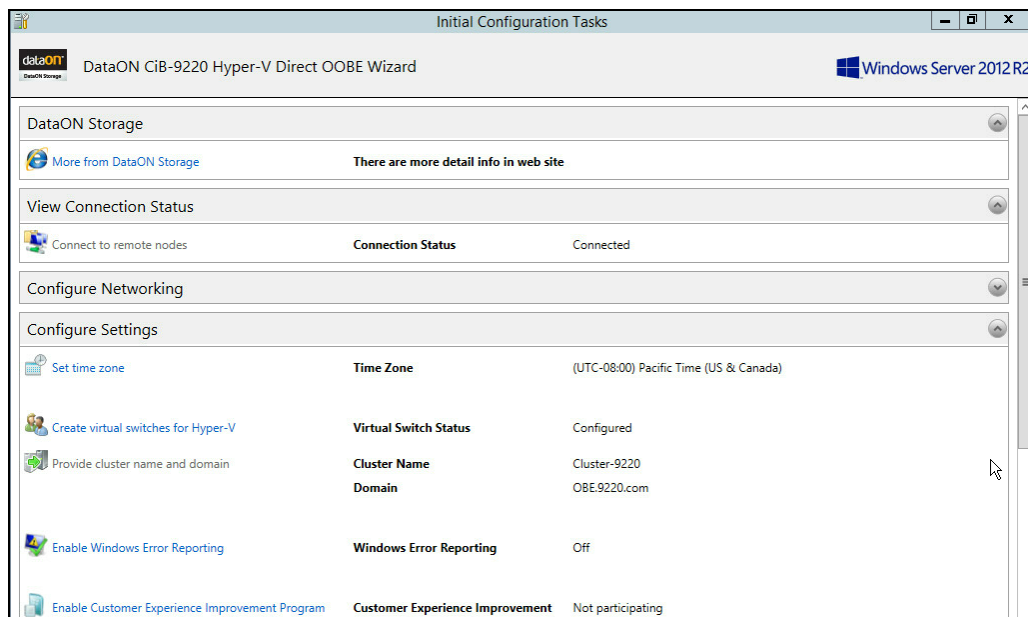 Initial Configuration Tasks
dataON
DataON Storage
DataON CiB-9220 Hyper-V Direct OOBE Wizard
Windows Server 2012 R2
DataON Storage
More from DataON Storage There are more detail info in web site
View Connection Status
Connect to remote nodes Connection Status Connected
Configure Networking
Configure Settings
Set time zone Time Zone (UTC-08:00) Pacific Time (US & Canada)
Create virtual switches for Hyper-V Virtual Switch Status Configured
Provide cluster name and domain Cluster Name Cluster-9220
Domain OBE.9220.com
Enable Windows Error Reporting Windows Error Reporting Off
Enable Customer Experience Improvement Program Customer Experience Improvement Not participating